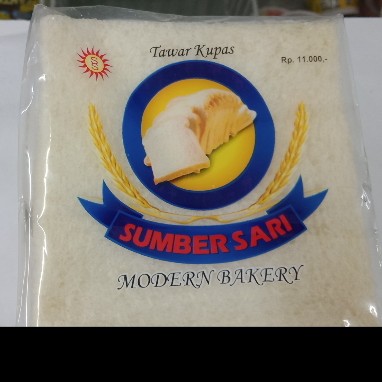 Tawar Kupas
Rp. 11.000,-
SUMBER SARI
MODERN BAKERY